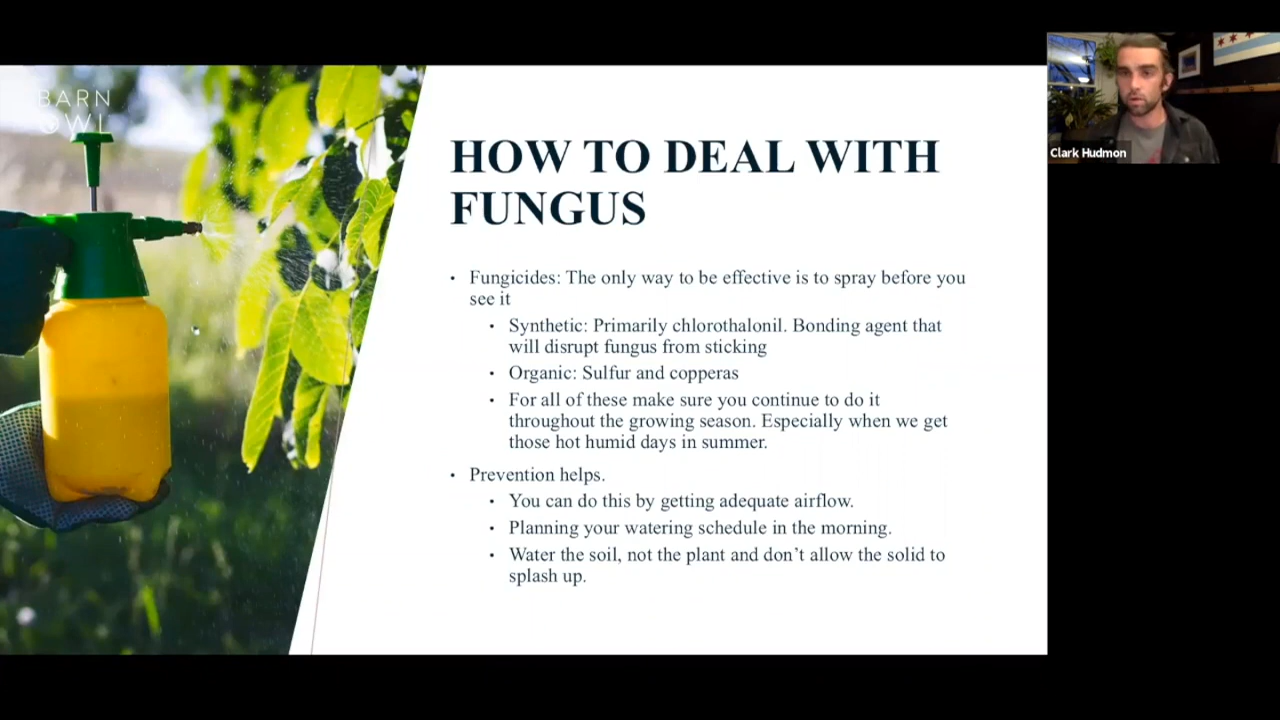 BARN
OWL
HOW TO DEAL WITH
FUNGUS
• Fungicides: The only way to be effective is to spray before you
see it
• Synthetic: Primarily chlorothalonil. Bonding agent that
will disrupt fungus from sticking
• Organic: Sulfur and copperas
• For all of these make sure you continue to do it
throughout the growing season. Especially when we get
those hot humid days in summer.
• Prevention helps.
• You can do this by getting adequate airflow.
• Planning your watering schedule in the morning.
• Water the soil, not the plant and don’t allow the solid to
splash up.
Clark Hudmon